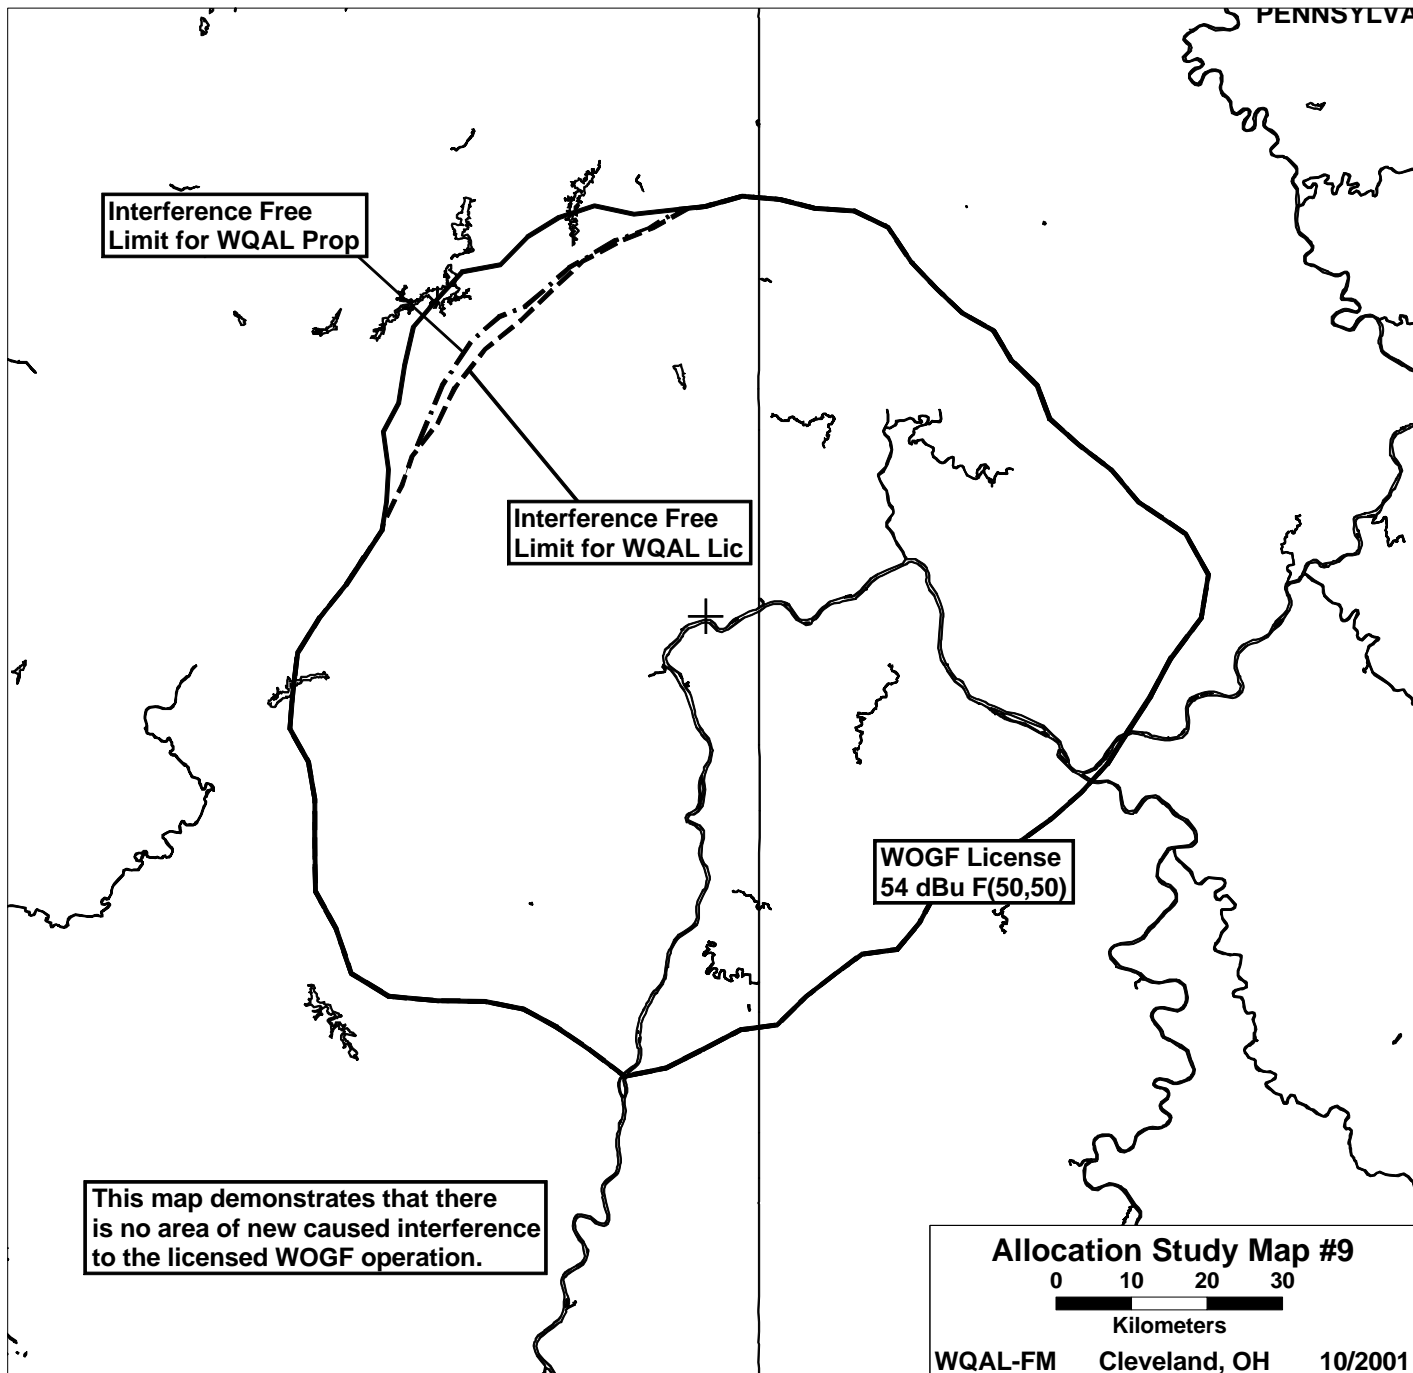 PENNSYLVA
Interference Free
Limit for WQAL Prop
Interference Free
Limit for WQAL Lic
WOGF License
54 dBu F(50,50)
This map demonstrates that there
is no area of new caused interference
to the licensed WOGF operation.
Allocation Study Map #9
0 10 20 30
Kilometers
WQAL-FM Cleveland, OH 10/2001